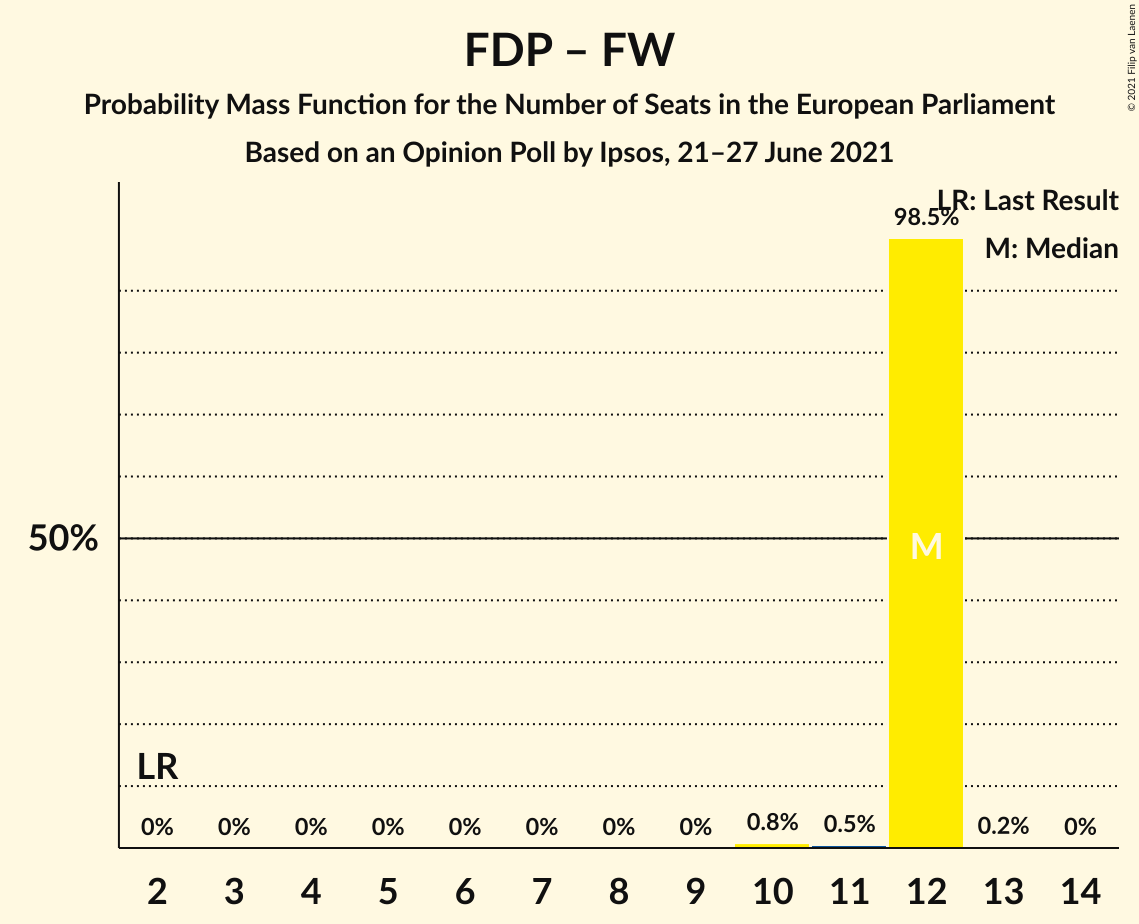 FDP – FW
Probability Mass Function for the Number of Seats in the European Parliament
Based on an Opinion Poll by Ipsos, 21–27 June 2021
© 2021 Filip van Laenen
LR: Last Result
M: Median
98.5%
50%
M
LR
0% 0% 0% 0% 0% 0% 0% 0% 0.8% 0.5% 0.2% 0%
2 3 4 5 6 7 8 9 10 11 12 13 14